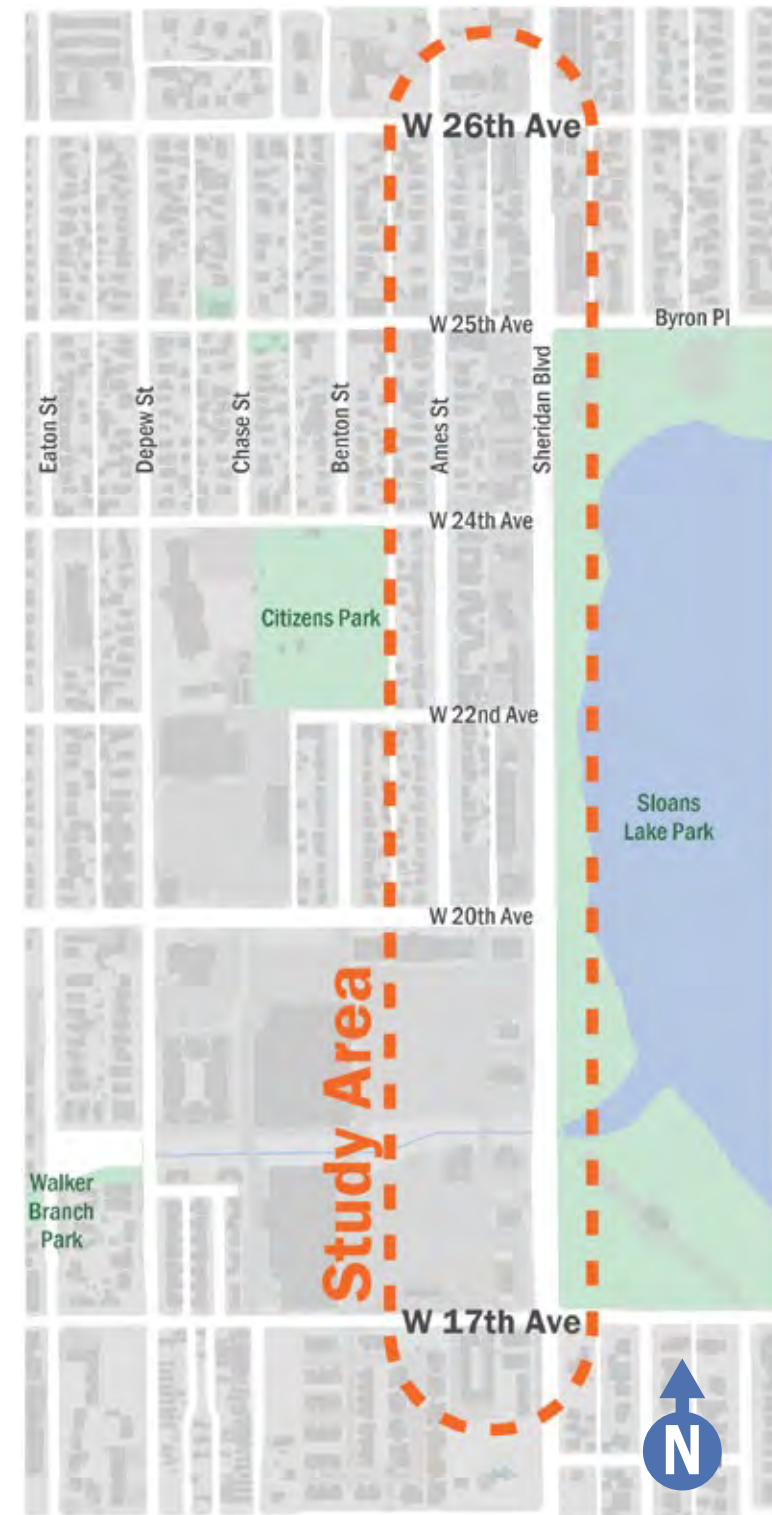 W 26th Ave
W 25th Ave
Byron Pl
Eaton St
Depew St
Chase St
Benton St
Ames St
Sheridan Blvd
W 24th Ave
Citizens Park
W 22nd Ave
Sloans
Lake Park
W 20th Ave
Study Area
Walker
Branch
Park
W 17th Ave
N